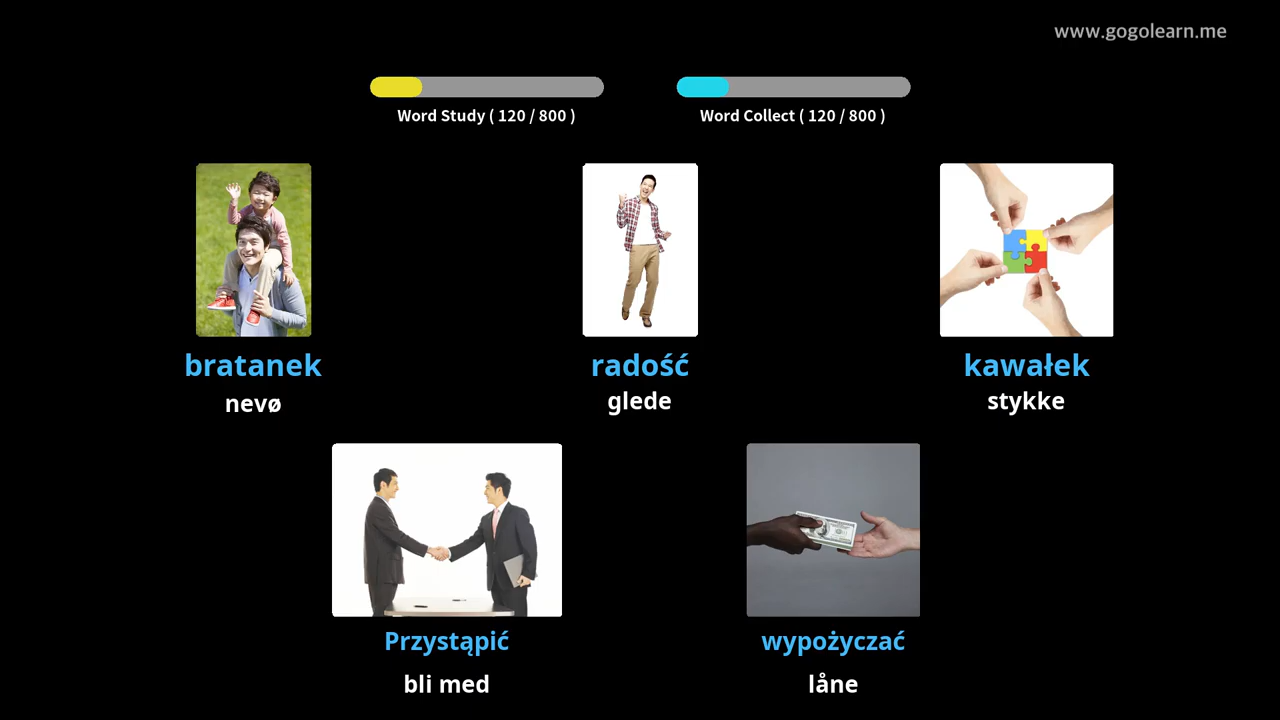 www.gogolearn.me
Word Study ( 120 / 800 )
Word Collect ( 120 / 800 )
bratanek
nevø
radość
glede
kawałek
stykke
Przystąpić
bli med
wypożyczać
låne